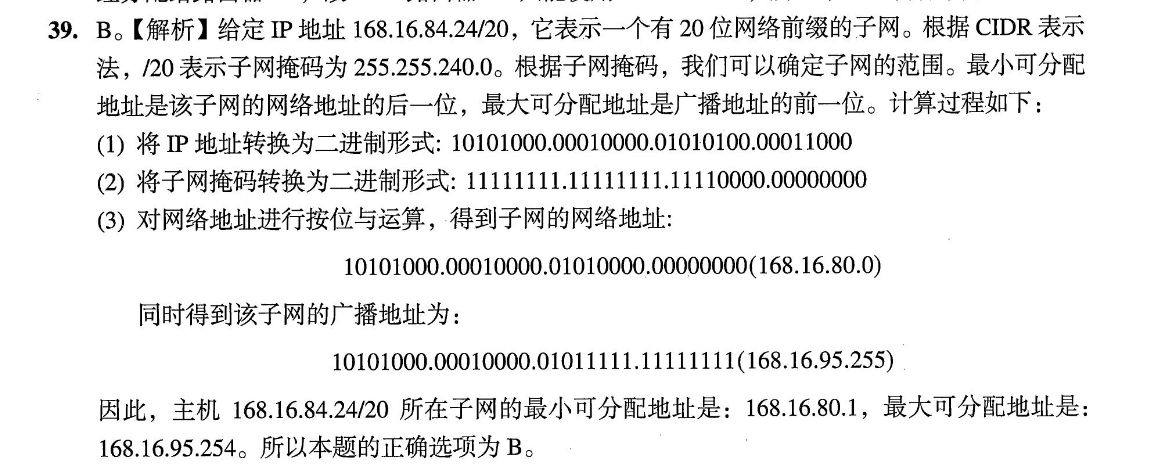 39. B。【解析】给定 IP 地址 168.16.84.24/20，它表示一个有 20 位网络前缀的子网。根据 CIDR 表示
法，/20 表示子网掩码为 255.255.240.0。根据子网掩码，我们可以确定子网的范围。最小可分配
地址是该子网的网络地址的后一位，最大可分配地址是广播地址的前一位。计算过程如下：
(1) 将 IP 地址转换为二进制形式: 10101000.00010000.01010100.00011000
(2) 将子网掩码转换为二进制形式: 11111111.11111111.11110000.00000000
(3) 对网络地址进行按位与运算，得到子网的网络地址:
10101000.00010000.01010000.00000000(168.16.80.0)
同时得到该子网的广播地址为：
10101000.00010000.01011111.11111111(168.16.95.255)
因此，主机 168.16.84.24/20 所在子网的最小可分配地址是：168.16.80.1，最大可分配地址是：
168.16.95.254。所以本题的正确选项为 B。